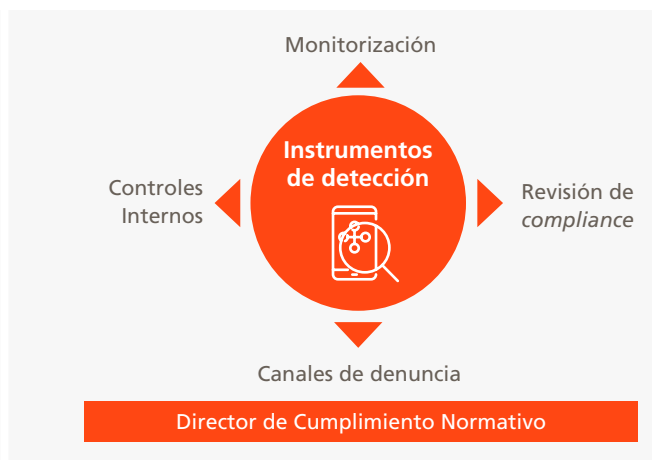 Monitorización
Instrumentos
de detección
Controles
Internos
Revisión de
compliance
Canales de denuncia
Director de Cumplimiento Normativo